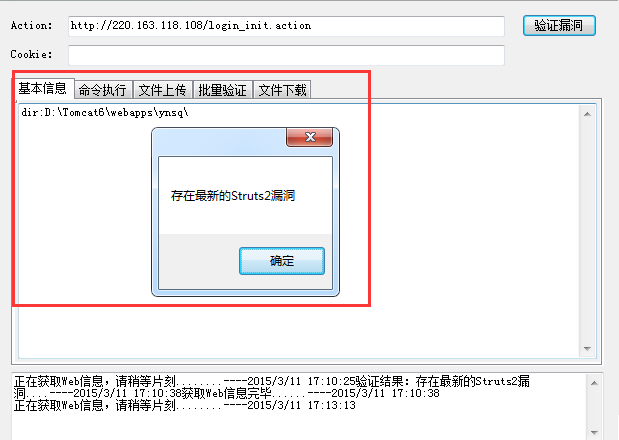 Action: http://220.163.118.108/login_init.action 验证漏洞
Cookie:
基本信息 命令执行 文件上传 批量验证 文件下载
dir:D:\Tomcat6\webapps\ynsq\
存在最新的Struts2漏洞
确定
正在获取Web信息，请稍等片刻........----2015/3/11 17:10:25验证结果: 存在最新的Struts2漏
洞....----2015/3/11 17:10:38获取Web信息完毕......----2015/3/11 17:10:38
正在获取Web信息，请稍等片刻........----2015/3/11 17:13:13